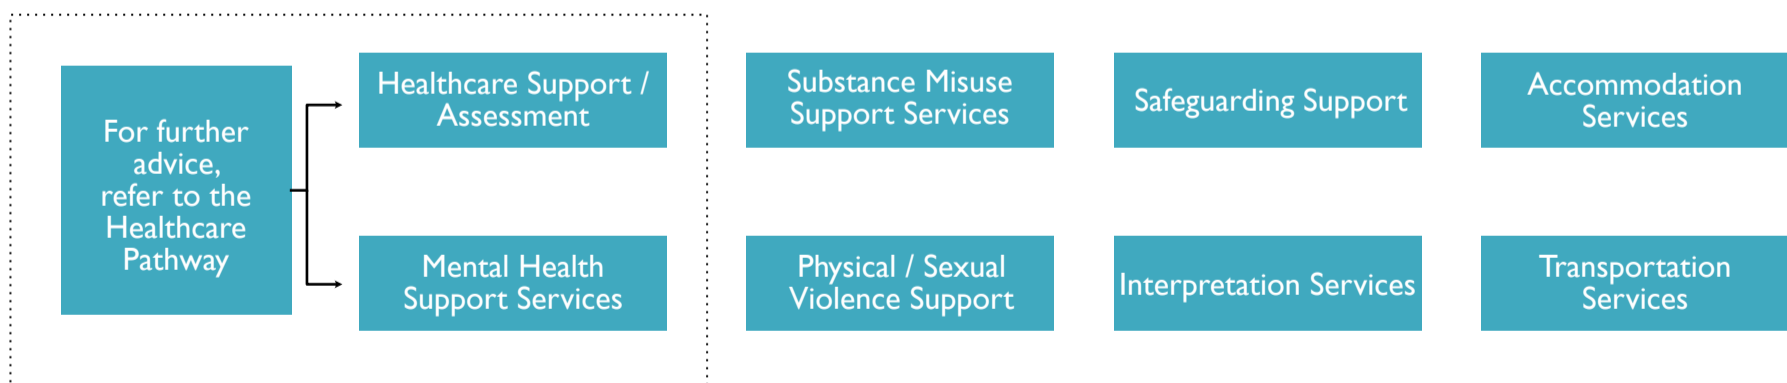 For further
advice,
refer to the
Healthcare
Pathway
Healthcare Support /
Assessment
Mental Health
Support Services
Substance Misuse
Support Services
Physical / Sexual
Violence Support
Safeguarding Support
Interpretation Services
Accommodation
Services
Transportation
Services